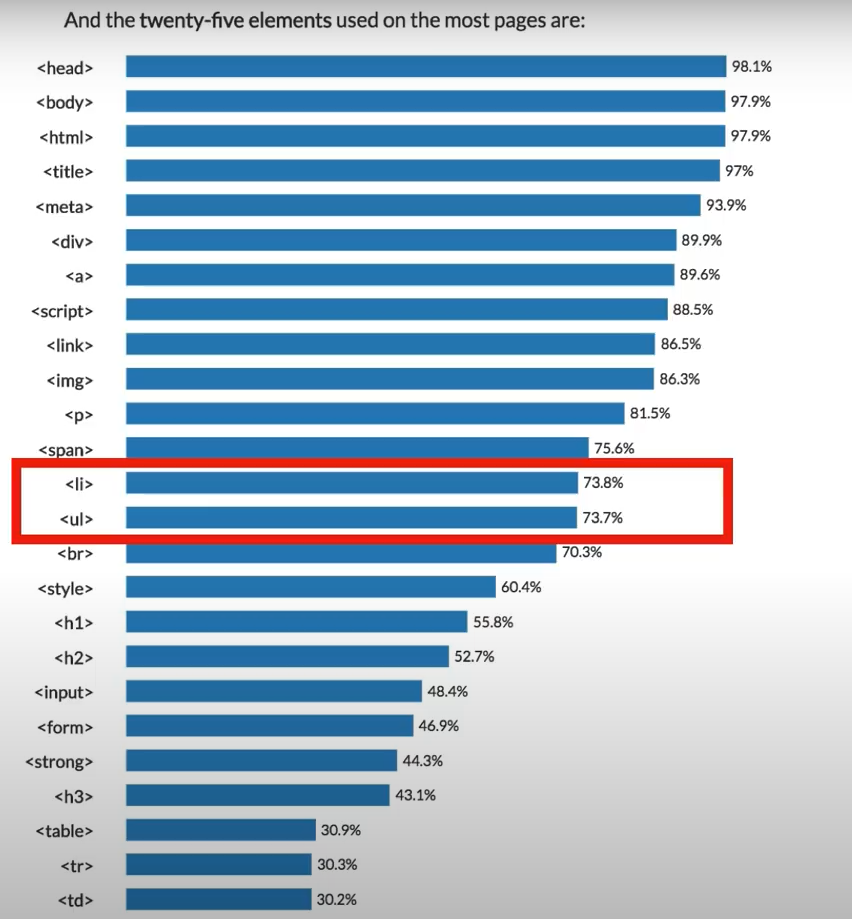 And the twenty-five elements used on the most pages are:
<head> 98.1%
<body> 97.9%
<html> 97.9%
<title> 97%
<meta> 93.9%
<div> 89.9%
<a> 89.6%
<script> 88.5%
<link> 86.5%
<img> 86.3%
<p> 81.5%
<span> 75.6%
<li> 73.8%
<ul> 73.7%
<br> 70.3%
<style> 60.4%
<h1> 55.8%
<h2> 52.7%
<input> 48.4%
<form> 46.9%
<strong> 44.3%
<h3> 43.1%
<table> 30.9%
<tr> 30.3%
<td> 30.2%